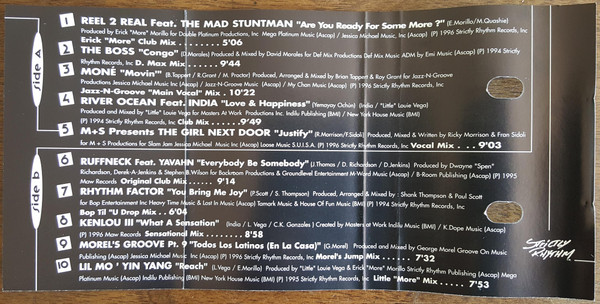 side a
1 REEL 2 REAL Feat. THE MAD STUNTMAN "Are You Ready For Some More ?" (E.Morillo/M.Quashie)
Produced by Erick "More" Morillo for Double Platinum Productions, Inc Mega Platinum Music (Ascap) / Jessica Michael Music, Inc (Ascap) (P) 1996 Strictly Rhythm Records, Inc
Erick "More" Club Mix . . . . . . . . 5'06
2 THE BOSS "Congo" (D.Morales) Produced & Mixed by David Morales for Def Mix Productions Def Mix Music ADM by Emi Music (Ascap) (P) 1994 Strictly
Rhythm Records, Inc D. Max Mix . . . . . . . 9'44
3 MONÉ "Movin'" (B.Toppert / R.Grant / M. Proctor) Produced, Arranged & Mixed by Brian Toppert & Roy Grant for Jazz-N-Groove
Productions Jessica Michael Music Inc (Ascap) / Jazz-N-Groove Music (Ascap) / My Chan Music (Ascap) (P) 1996 Strictly Rhythm Records, Inc
Jazz-N-Groove "Main Vocal" Mix . 10'22
4 RIVER OCEAN Feat. INDIA "Love & Happiness" (Yemayay Ochùn) (India / "Little" Louie Vega)
Produced and Mixed by "Little" Louie Vega for Masters At Work Productions Inc. Indilu Publishing (BMI) / New York House Music (BMI)
(P) 1994 Strictly Rhythm Records, Inc Club Mix . . . . . . . 9'49
5 M+S Presents THE GIRL NEXT DOOR "Justify" (R.Morrison/F.Sidoli) Produced, Mixed & Written by Ricky Morrison & Fran Sidoli
for M + S Productions for Slam Jam Jessica Michael Music Inc (Ascap) Loose Music S.U.I.S.A. (P) 1996 Strictly Rhythm Records, Inc Vocal Mix . . . 9'03
side b
6 RUFFNECK Feat. YAVAHN "Everybody Be Somebody" (J.Thomas / D. Richardson / D.Jenkins) Produced by Dwayne "Spen"
Richardson, Derek-A-Jenkins & Stephen B.Wilson for Backroom Productions & Groundlevel Entertainment M-Ward Music (Ascap) / B-Room Publishing (Ascap) (P) 1995
Maw Records Original Club Mix . . . . . . . 9'14
7 RHYTHM FACTOR "You Bring Me Joy" (P.Scott / S. Thompson) Produced, Arranged & Mixed by : Shank Thompson & Paul Scott
for Bop Entertainment Inc Heavy Time Music & Lost In Music (Ascap) Tomark Music & House Of Fun Music (BMI) (P) 1994 Strictly Rhythm Records, Inc
Bop Til 'U Drop Mix . . 6'04
8 KENLOU III "What A Sensation" (India / L. Vega / C.K. Gonzales ) Created by Masters at Work Indilu Music (BMI) / K.Dope Music (Ascap)
(P) 1996 Maw Records Sensational Mix . . . . . . . . . 8'58
9 MOREL'S GROOVE Pt. 9 "Todos Los Latinos (En La Casa)" (G.Morel) Produced and Mixed by George Morel Groove On Music
Publishing (Ascap) Jessica Michael Music (Ascap) (P) 1996 Strictly Rhythm Records, Inc Morel's Jump Mix . . . . . . 7'32
10 LIL MO' YIN YANG "Reach" (L.Vega / E.Morillo) Produced by "Little" Louie Vega & Erick "More" Morillo Strictly Rhythm Publishing (Ascap) Mega
Platinum Music (Ascap) Indilu Publishing (BMI) New York House Music (BMI) (P) 1995 Strictly Rhythm Records, Inc Little "More" Mix . . . . . 7'53
STRICTLY RHYTHM